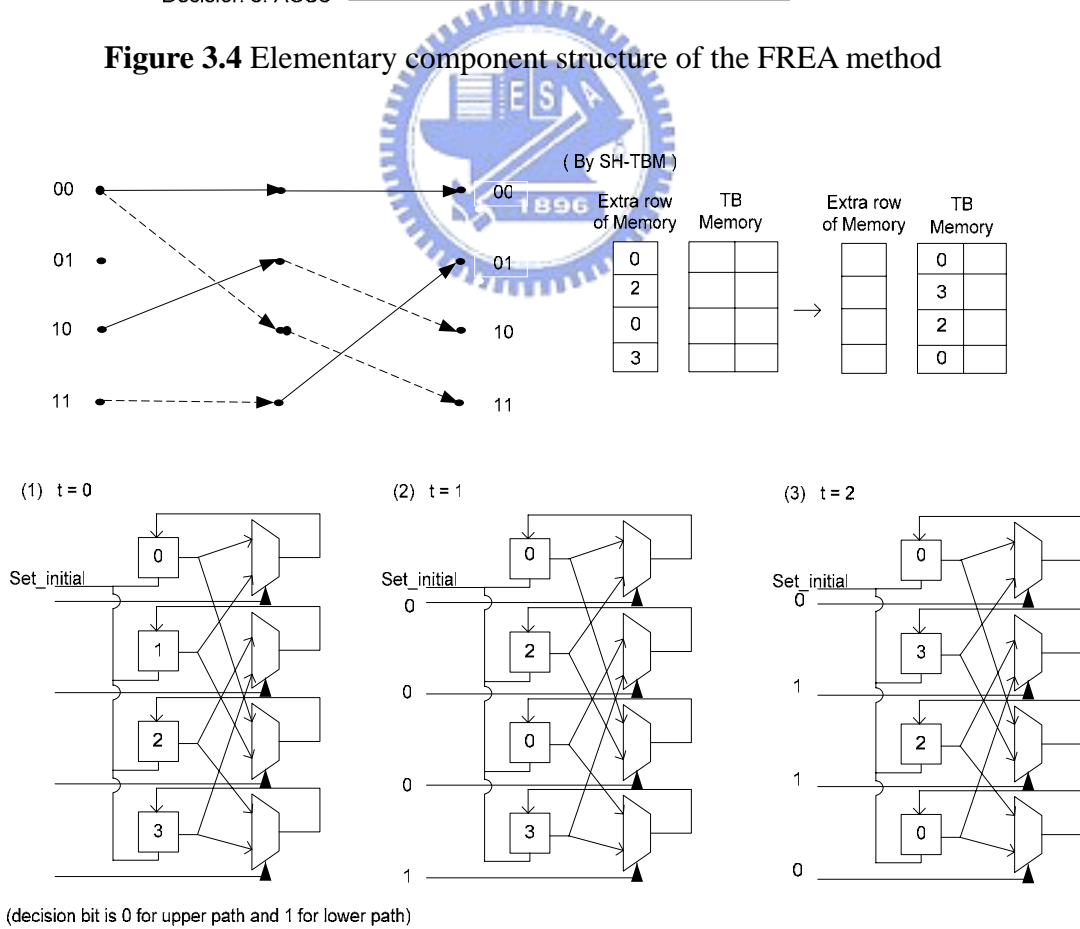 Figure 3.4 Elementary component structure of the FREA method
E S A
1896
( By SH-TBM )
00 00
01 01
10 10
11 11
Extra row of Memory
TB Memory
Extra row of Memory
TB Memory
0
2
0
3
0
3
2
0
(1) t = 0
Set_initial
0
1
2
3
(2) t = 1
Set_initial
0
0
0
1
0
2
0
3
(3) t = 2
Set_initial
0
1
1
0
0
3
2
0
(decision bit is 0 for upper path and 1 for lower path)